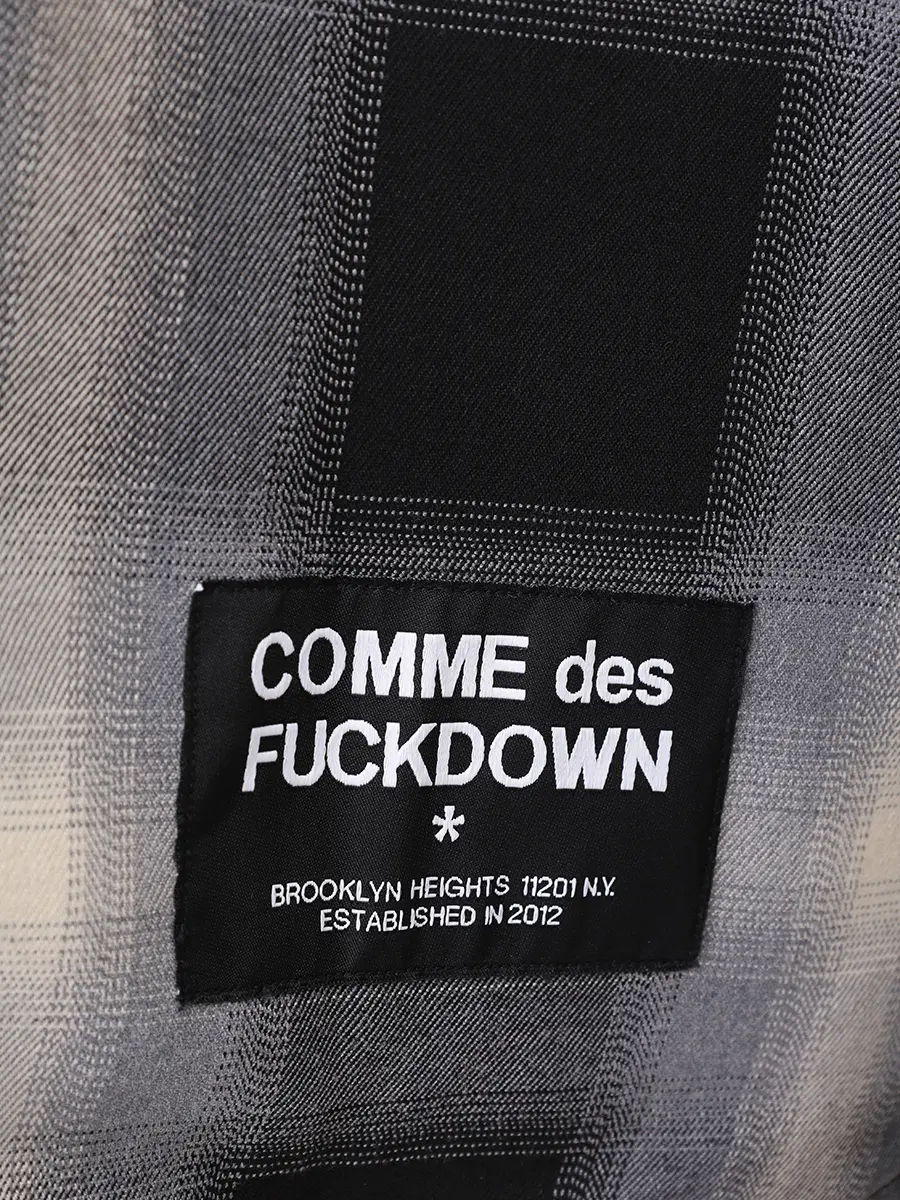 COMME des
FUCKDOWN
*
BROOKLYN HEIGHTS 11201 N.Y.
ESTABLISHED IN 2012